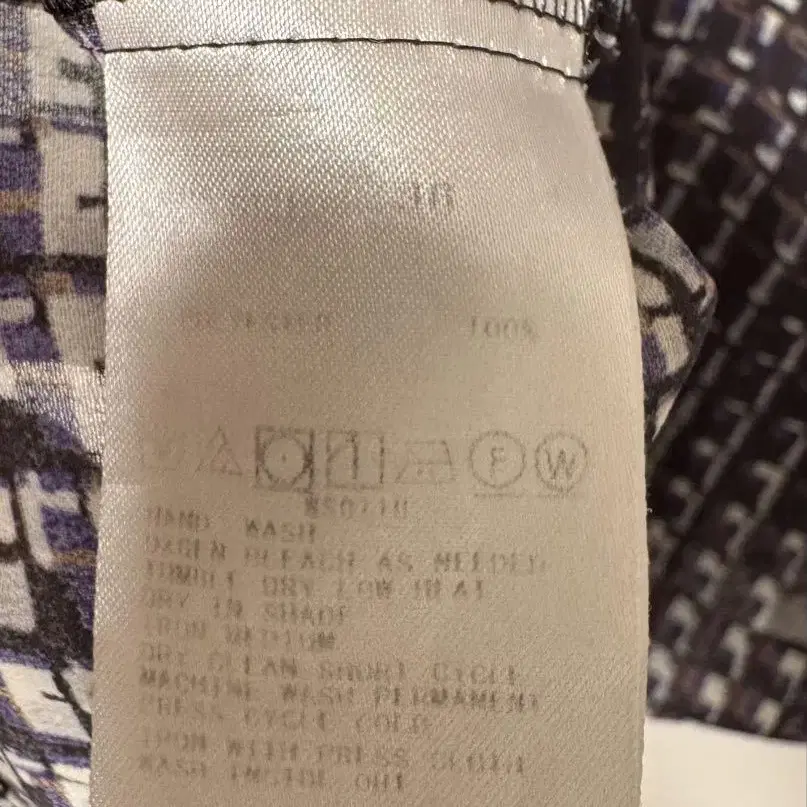 POLYESTER 100%
F W
HAND WASH
OXGEN BLEACH AS NEEDED
TUMBLE DRY LOW HEAT
DRY IN SHADE
IRON MEDIUM
DRY CLEAN SHORT CYCLE
MACHINE WASH PERMANENT
PRESS CYCLE COLD
IRON WITH PRESS CLOTH
WASH INSIDE OUT